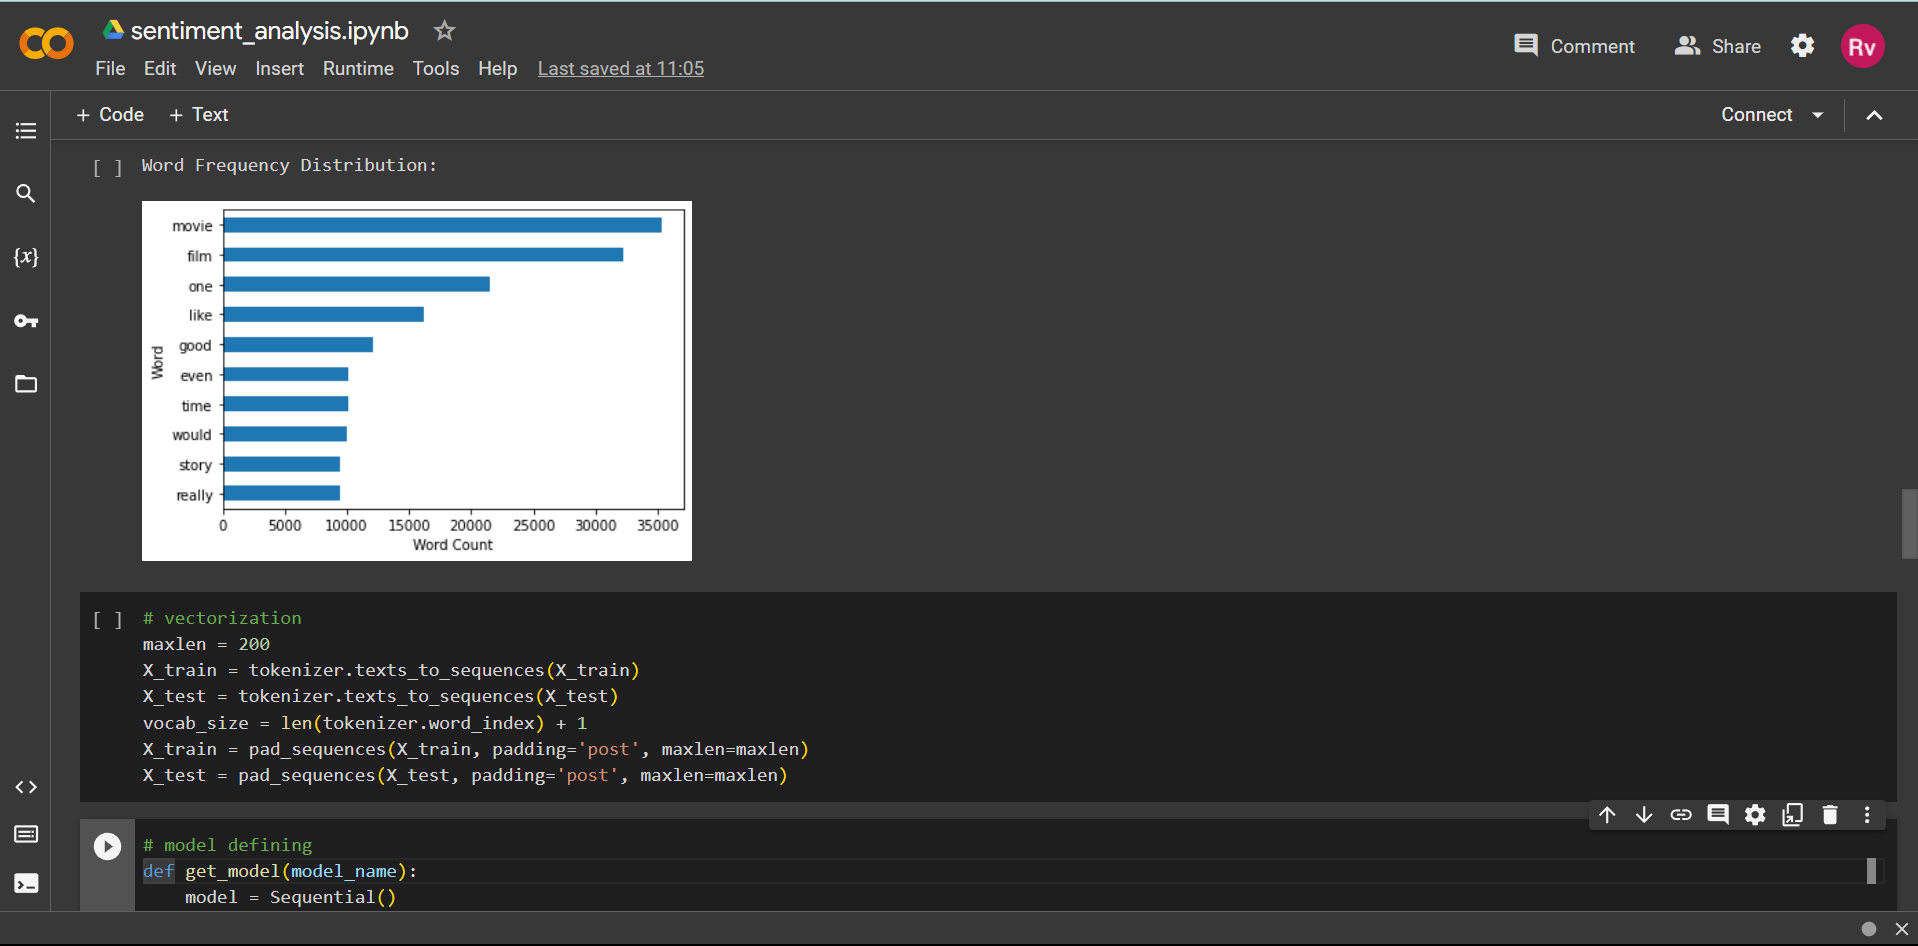 sentiment_analysis.ipynb
File Edit View Insert Runtime Tools Help Last saved at 11:05
Comment Share Rv
+ Code + Text
Connect
[ ] Word Frequency Distribution:
{x}
movie
film
one
like
good
even
time
would
story
really
Word
0 5000 10000 15000 20000 25000 30000 35000
Word Count
[ ] # vectorization
maxlen = 200
X_train = tokenizer.texts_to_sequences(X_train)
X_test = tokenizer.texts_to_sequences(X_test)
vocab_size = len(tokenizer.word_index) + 1
X_train = pad_sequences(X_train, padding='post', maxlen=maxlen)
X_test = pad_sequences(X_test, padding='post', maxlen=maxlen)
# model defining
def get_model(model_name):
model = Sequential()